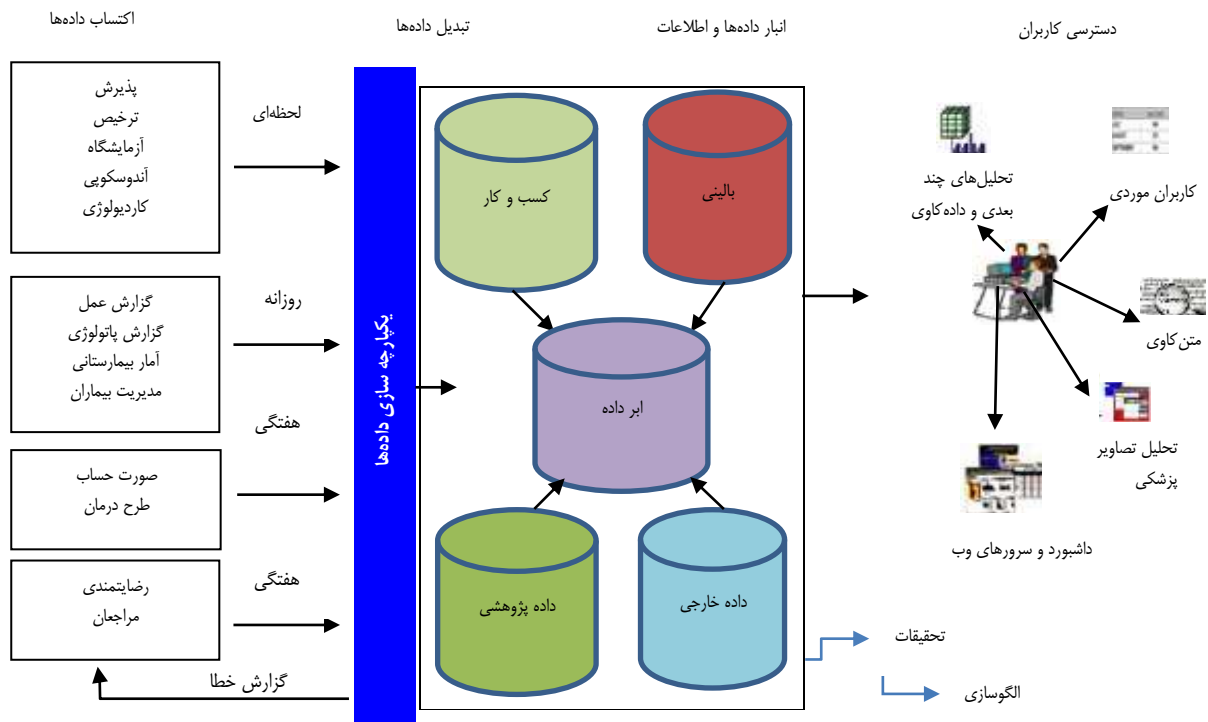 اکتساب داده‌ها
تبدیل داده‌ها
انبار داده‌ها و اطلاعات
دسترسی کاربران
پذیرش
ترخیص
آزمایشگاه
آندوسکوپی
کاردیولوژی
لحظه‌ای
گزارش عمل
گزارش پاتولوژی
آمار بیمارستانی
مدیریت بیماران
روزانه
صورت حساب
طرح درمان
هفتگی
رضایتمندی
مراجعان
هفتگی
گزارش خطا
یکپارچه سازی داده‌ها
کسب و کار
بالینی
ابر داده
داده پژوهشی
داده خارجی
تحلیل‌های چند
بعدی و داده‌کاوی
کاربران موردی
متن‌کاوی
تحلیل تصاویر
پزشکی
داشبورد و سرورهای وب
تحقیقات
الگوسازی